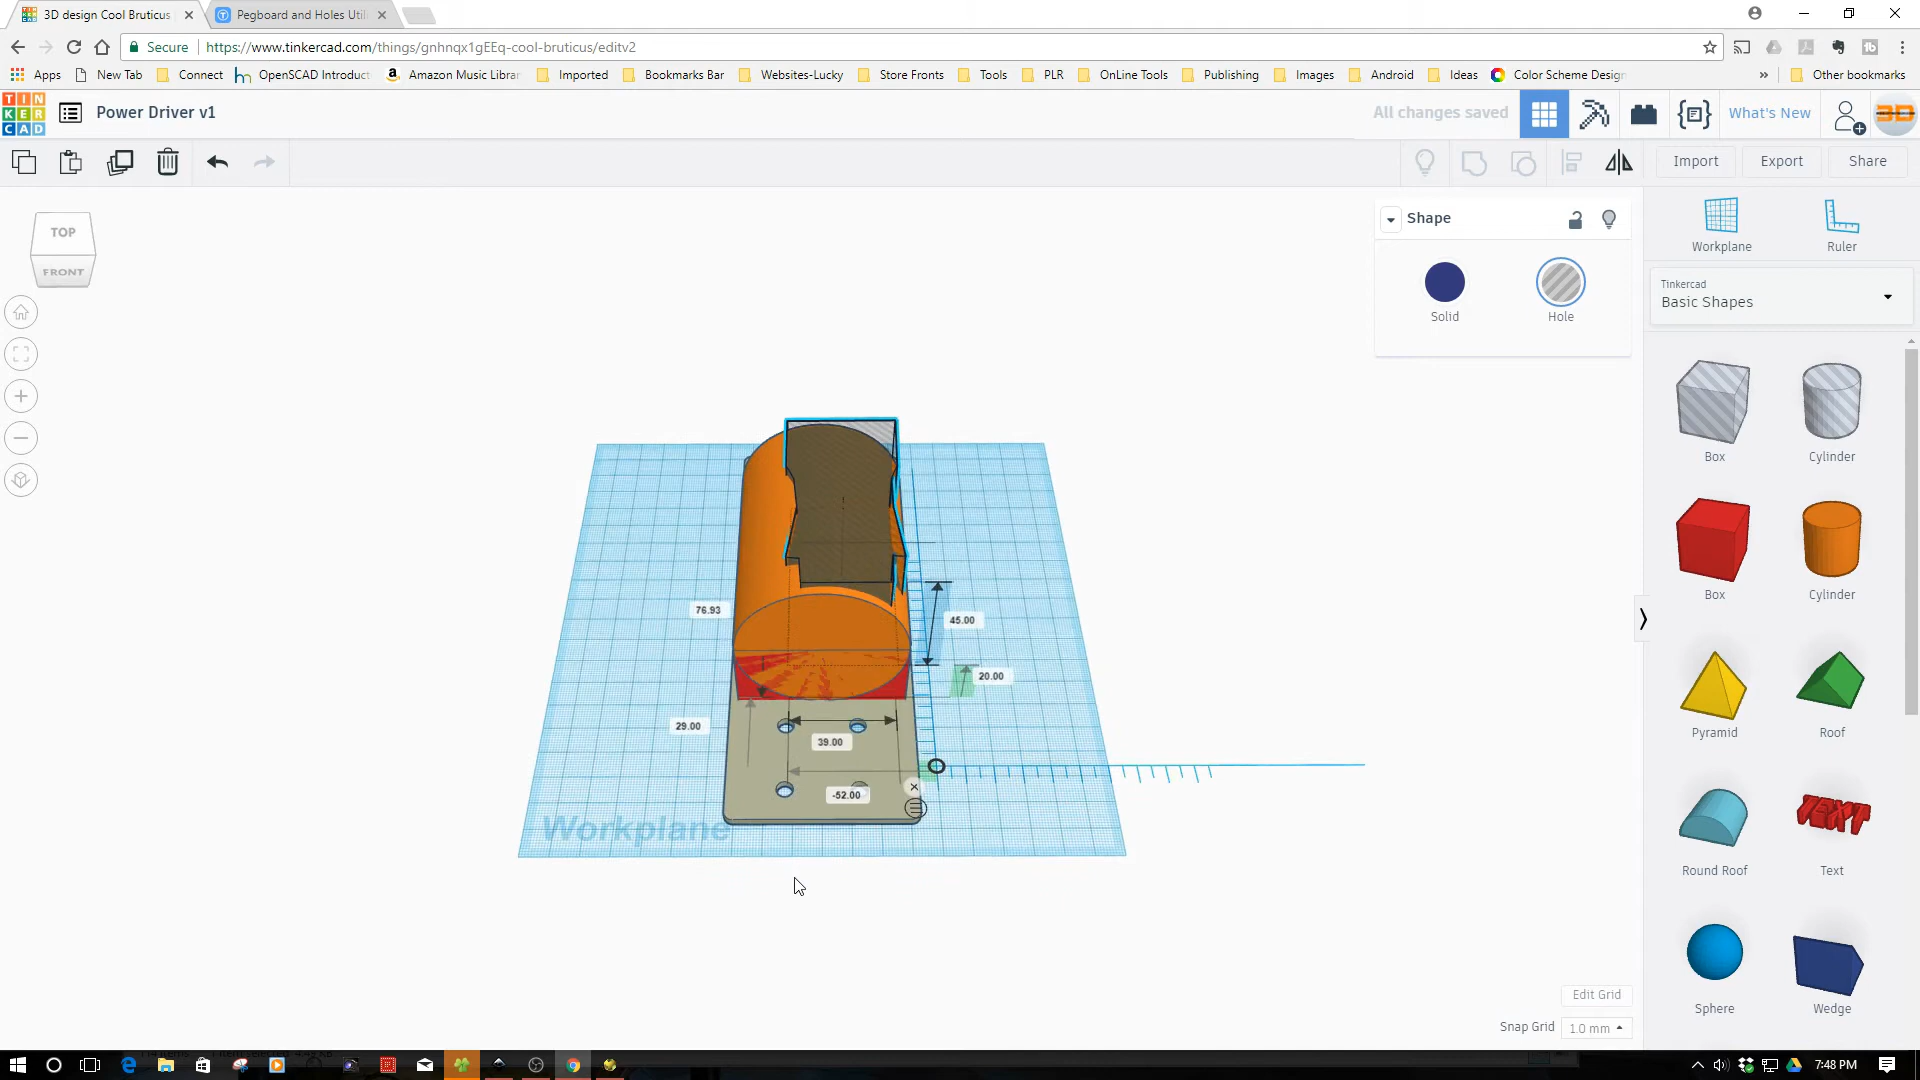 3D design Cool Bruticus
Pegboard and Holes Uti
Secure
https://www.tinkercad.com/things/gnhnqx1gEEq-cool-bruticus/editv2
Apps
New Tab
Connect
OpenSCAD Introduct
Amazon Music Librar
Imported
Bookmarks Bar
Websites-Lucky
Store Fronts
Tools
PLR
OnLine Tools
Publishing
Images
Android
Ideas
Color Scheme Design
»
Other bookmarks
TIN
KER
CAD
Power Driver v1
All changes saved
What's New
3D
Import
Export
Share
TOP
FRONT
Shape
Solid
Hole
Workplane
Ruler
Tinkercad
Basic Shapes
Box
Cylinder
Box
Cylinder
Pyramid
Roof
Round Roof
TEXT
Text
Sphere
Wedge
76.93
45.00
20.00
29.00
39.00
-52.00
Workplane
Edit Grid
Snap Grid
1.0 mm
7:48 PM